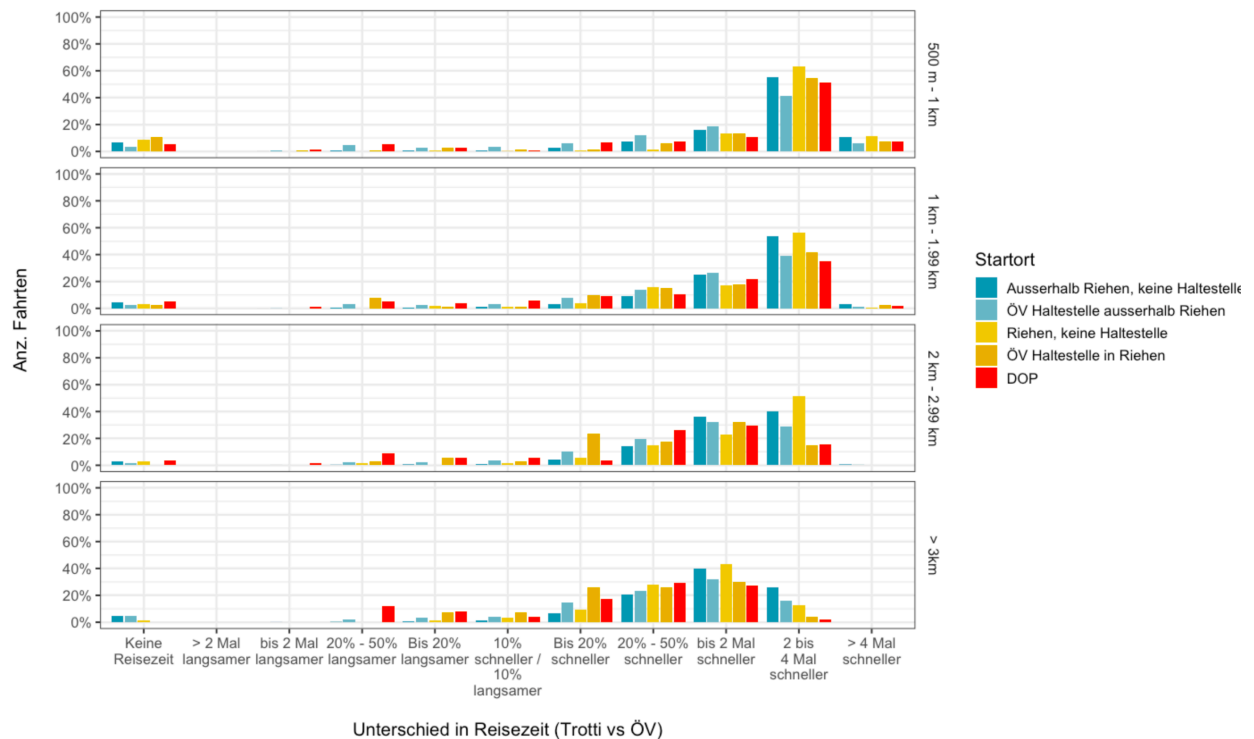 100%
80%
60%
40%
20%
0%
500 m - 1 km
100%
80%
60%
40%
20%
0%
1 km - 1.99 km
100%
80%
60%
40%
20%
0%
2 km - 2.99 km
100%
80%
60%
40%
20%
0%
> 3km
Anz. Fahrten
Keine
Reisezeit
> 2 Mal
langsamer
bis 2 Mal
langsamer
20% - 50%
langsamer
Bis 20%
langsamer
10%
schneller /
10%
langsamer
Bis 20%
schneller
20% - 50%
schneller
bis 2 Mal
schneller
2 bis
4 Mal
schneller
> 4 Mal
schneller
Unterschied in Reisezeit (Trotti vs ÖV)
Startort
Ausserhalb Riehen, keine Haltestelle
ÖV Haltestelle ausserhalb Riehen
Riehen, keine Haltestelle
ÖV Haltestelle in Riehen
DOP